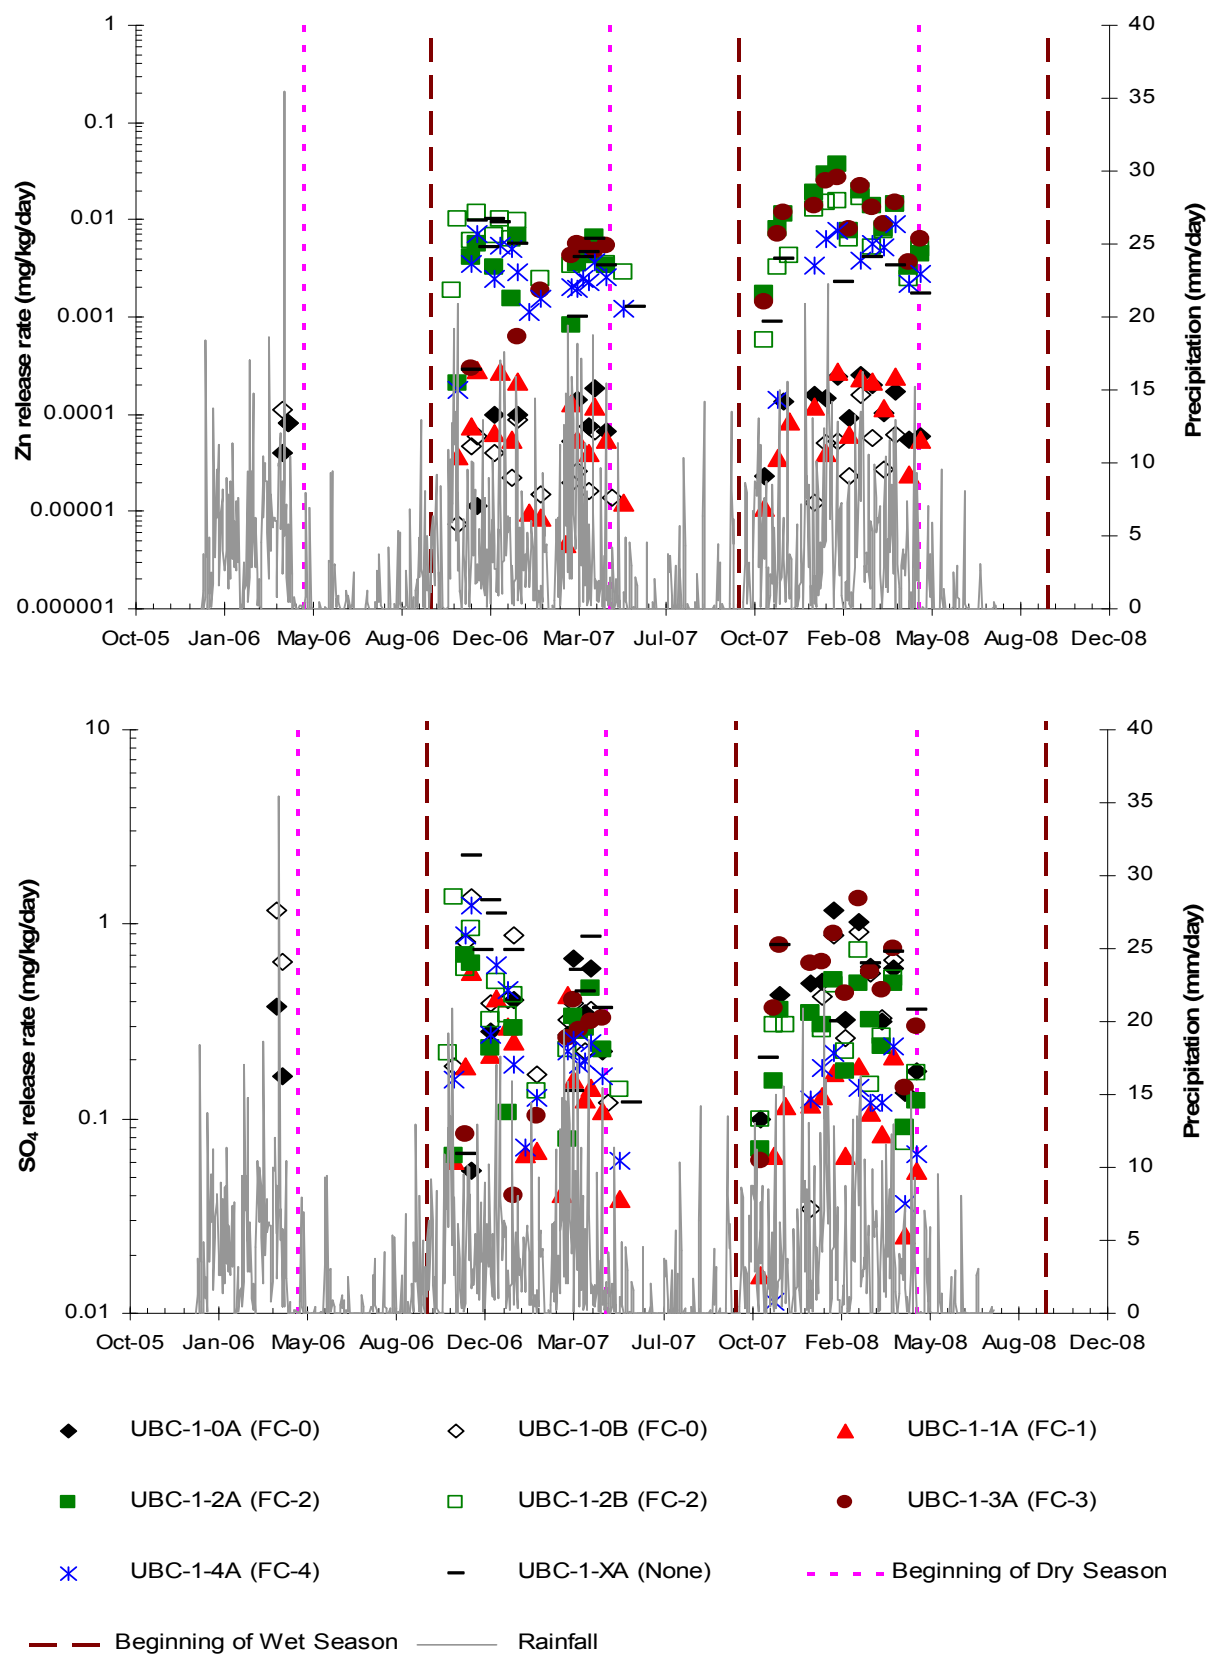 1
0.1
0.01
0.001
0.0001
0.00001
0.000001
Zn release rate (mg/kg/day)
40
35
30
25
20
15
10
5
0
Precipitation (mm/day)
Oct-05 Jan-06 May-06 Aug-06 Dec-06 Mar-07 Jul-07 Oct-07 Feb-08 May-08 Aug-08 Dec-08
10
1
0.1
0.01
SO4 release rate (mg/kg/day)
40
35
30
25
20
15
10
5
0
Precipitation (mm/day)
Oct-05 Jan-06 May-06 Aug-06 Dec-06 Mar-07 Jul-07 Oct-07 Feb-08 May-08 Aug-08 Dec-08
UBC-1-0A (FC-0) UBC-1-0B (FC-0) UBC-1-1A (FC-1)
UBC-1-2A (FC-2) UBC-1-2B (FC-2) UBC-1-3A (FC-3)
UBC-1-4A (FC-4) UBC-1-XA (None) Beginning of Dry Season
Beginning of Wet Season Rainfall